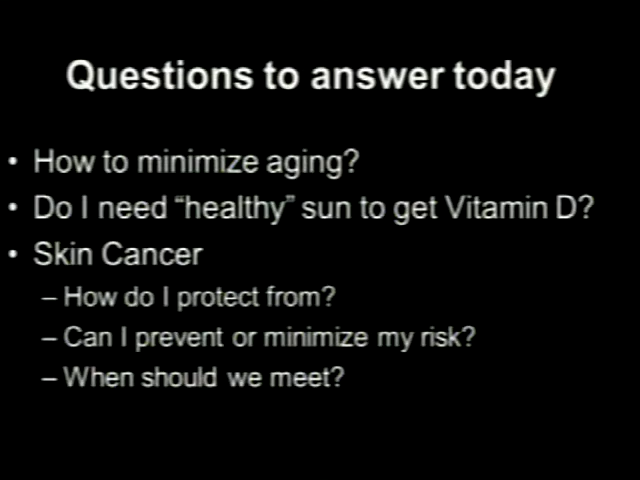 Questions to answer today
• How to minimize aging?
• Do I need “healthy” sun to get Vitamin D?
• Skin Cancer
– How do I protect from?
– Can I prevent or minimize my risk?
– When should we meet?